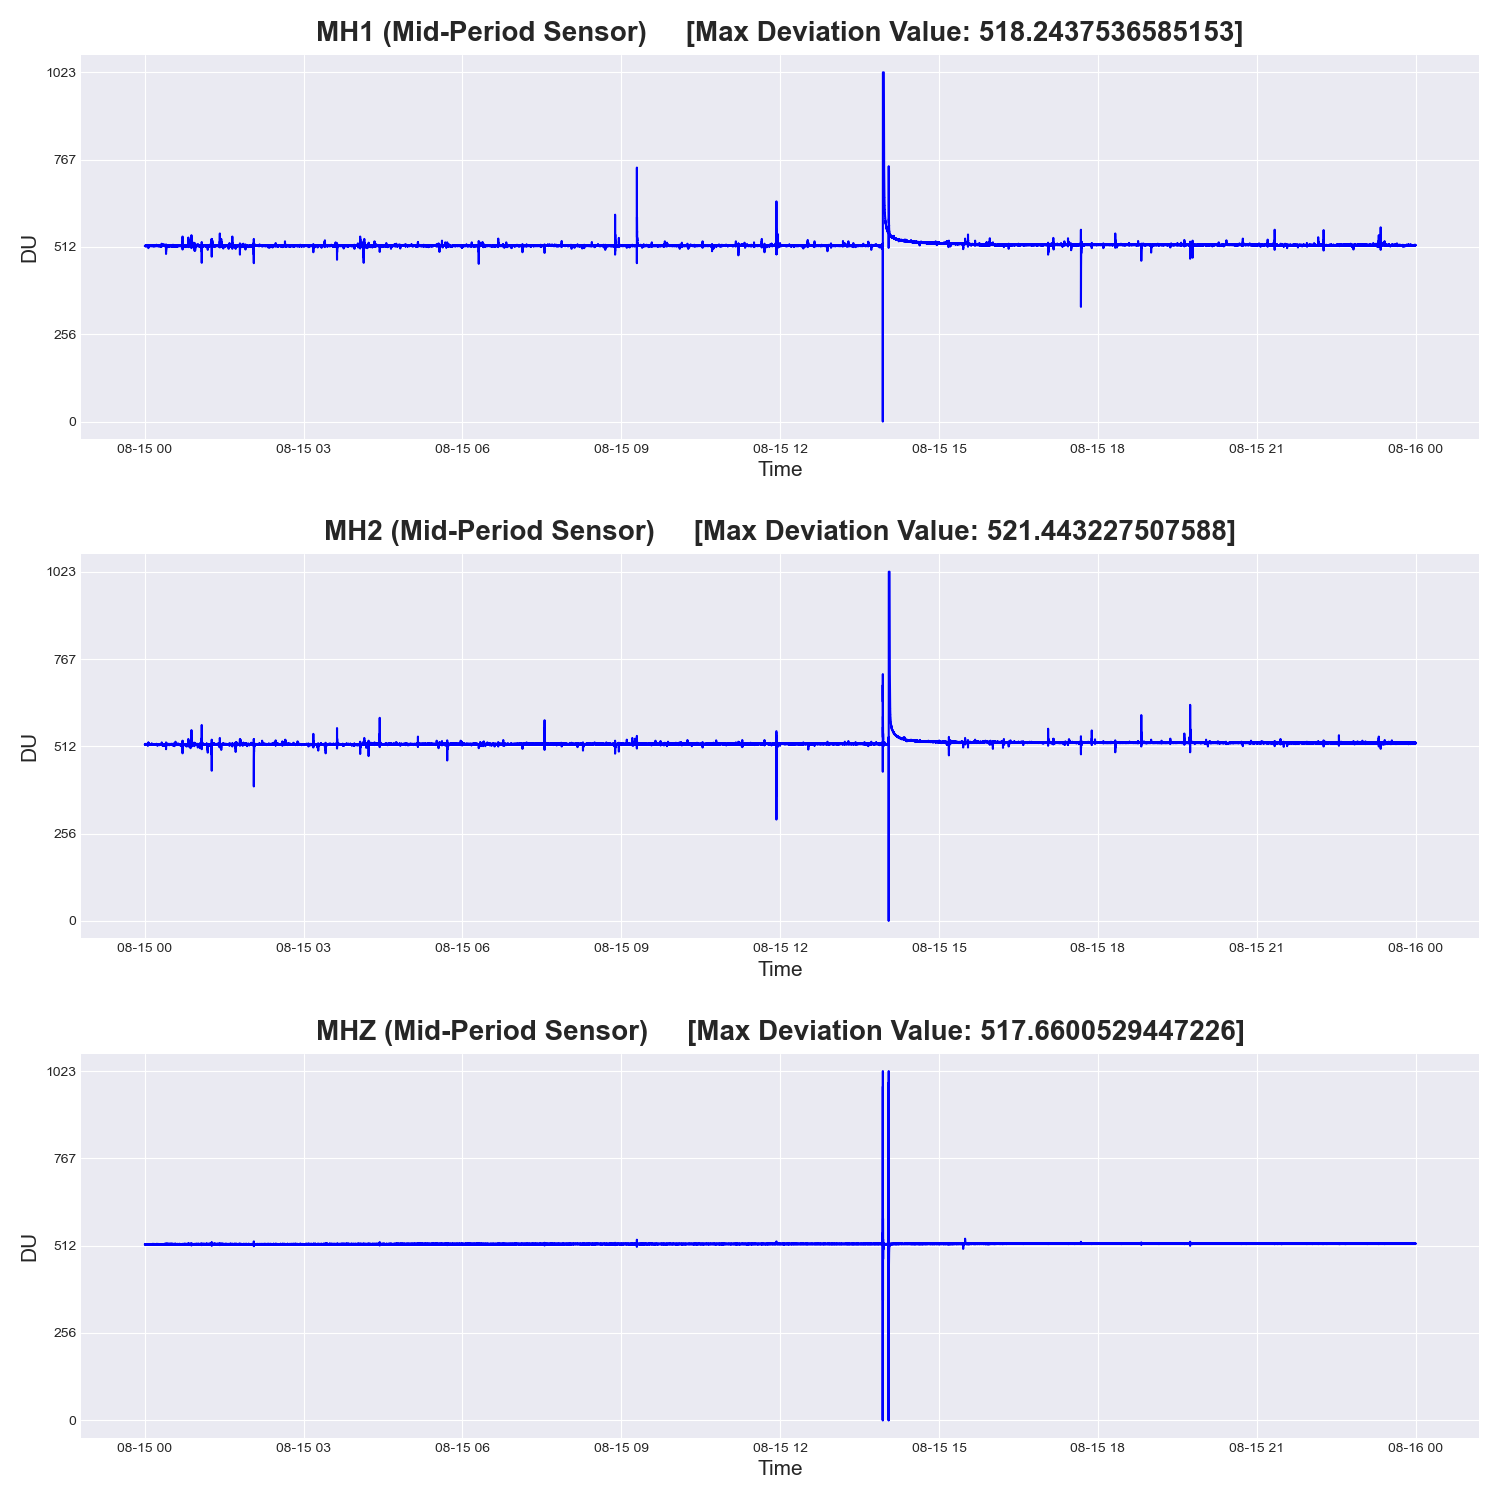 MH1 (Mid-Period Sensor) [Max Deviation Value: 518.2437536585153]
1023
767
512
256
0
DU
08-15 00 08-15 03 08-15 06 08-15 09 08-15 12 08-15 15 08-15 18 08-15 21 08-16 00
Time
MH2 (Mid-Period Sensor) [Max Deviation Value: 521.443227507588]
1023
767
512
256
0
DU
08-15 00 08-15 03 08-15 06 08-15 09 08-15 12 08-15 15 08-15 18 08-15 21 08-16 00
Time
MHZ (Mid-Period Sensor) [Max Deviation Value: 517.6600529447226]
1023
767
512
256
0
DU
08-15 00 08-15 03 08-15 06 08-15 09 08-15 12 08-15 15 08-15 18 08-15 21 08-16 00
Time